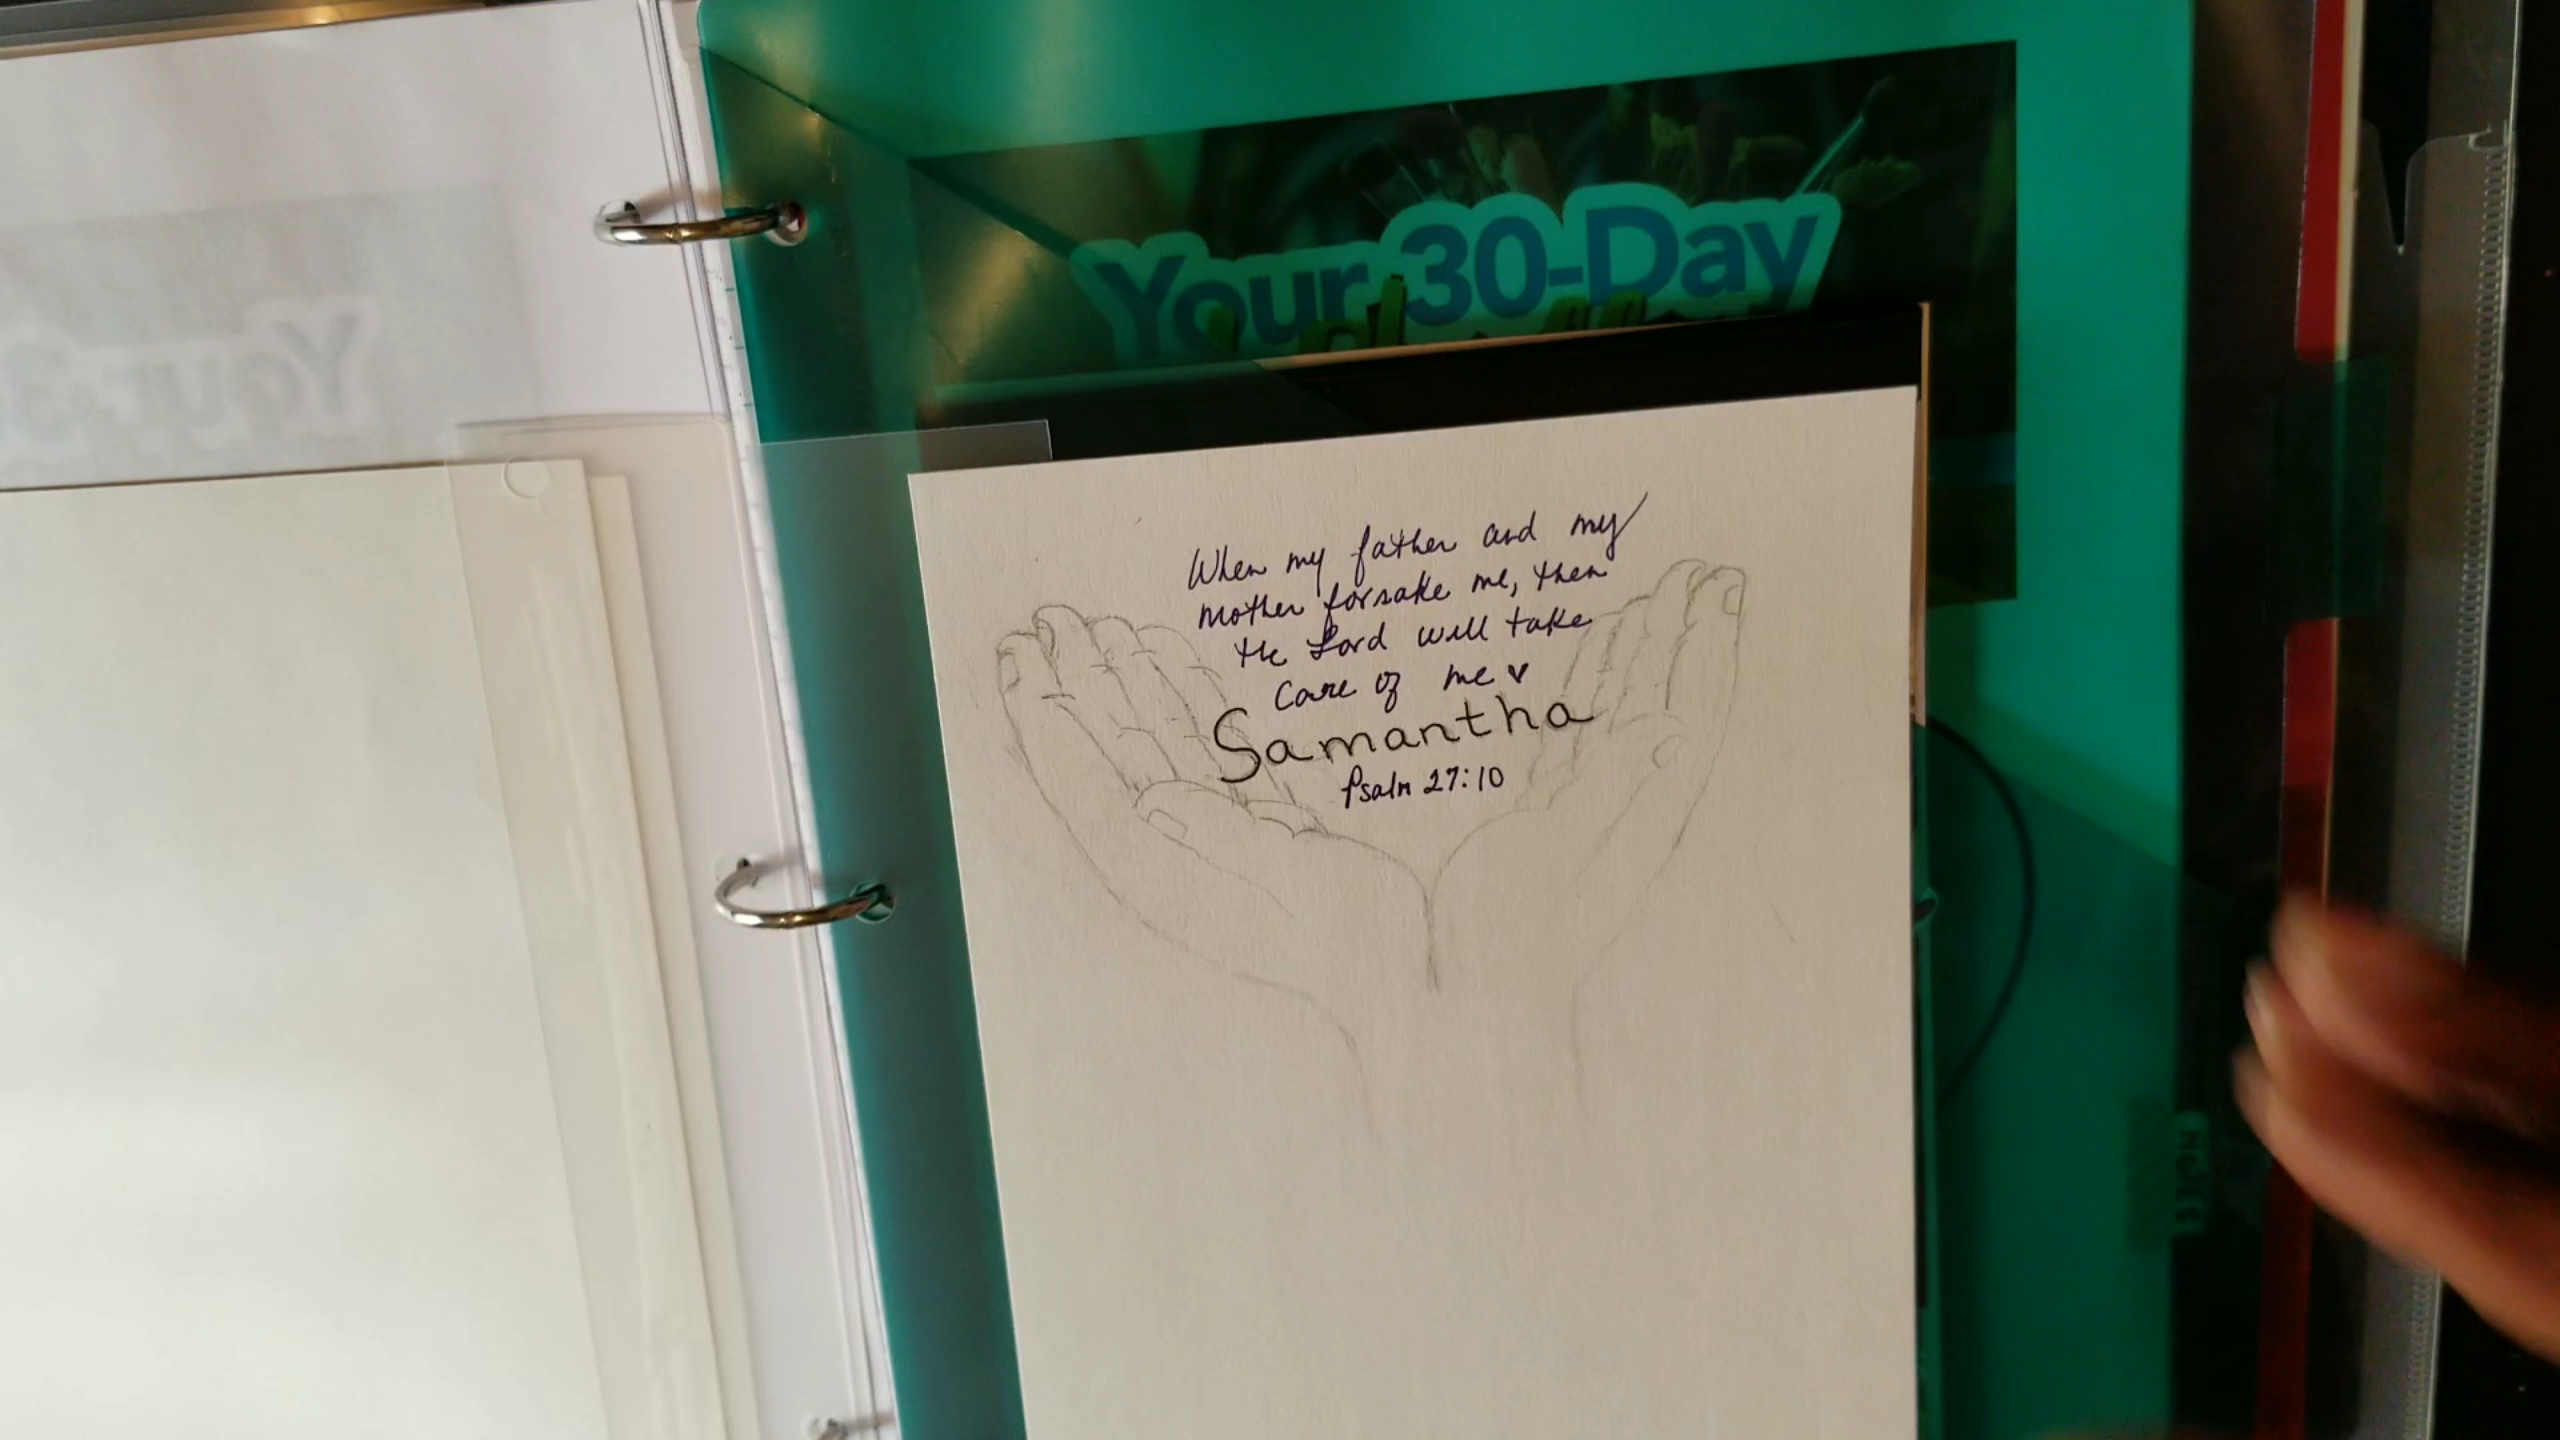 Your 30-Day
When my father and my
mother forsake me, then
the Lord will take
care of me ♥
Samantha
Psalm 27:10
NOTES